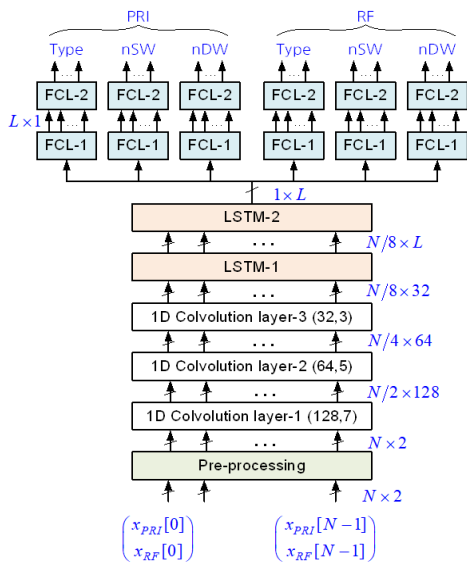 PRI RF
Type nSW nDW Type nSW nDW
FCL-2 FCL-2 FCL-2 FCL-2 FCL-2 FCL-2
L×1
FCL-1 FCL-1 FCL-1 FCL-1 FCL-1 FCL-1
1×L
LSTM-2
N/8×L
LSTM-1
N/8×32
1D Colvolution layer-3 (32,3)
N/4×64
1D Colvolution layer-2 (64,5)
N/2×128
1D Colvolution layer-1 (128,7)
N×2
Pre-processing
N×2
(x_PRI[0] x_RF[0]) (x_PRI[N−1] x_RF[N−1])